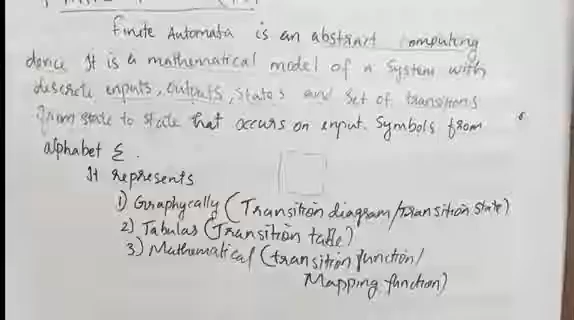 Finite Automata is an abstract computing
device It is a mathematical model of a system with
discrete inputs, outputs, states and set of transitions
from state to state that occurs on input symbols from
alphabet Σ.
It represents
1) Graphycally (Transition diagram/transition state)
2) Tabulas (Transition table)
3) Mathematical (transition function/
Mapping function)